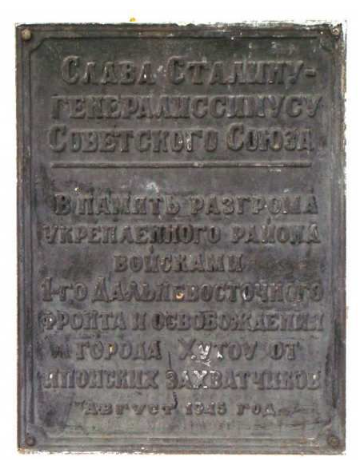 СЛАВА СТАЛИНУ-
ГЕНЕРАЛИССИМУСУ
СОВЕТСКОГО СОЮЗА
В ПАМЯТЬ РАЗГРОМА
УКРЕПЛЕННОГО РАЙОНА
ВОЙСКАМИ
1-ГО ДАЛЬНЕВОСТОЧНОГО
ФРОНТА И ОСВОБОЖДЕНИЯ
ГОРОДА ХУТОУ ОТ
ЯПОНСКИХ ЗАХВАТЧИКОВ
АВГУСТ 1945 ГОД